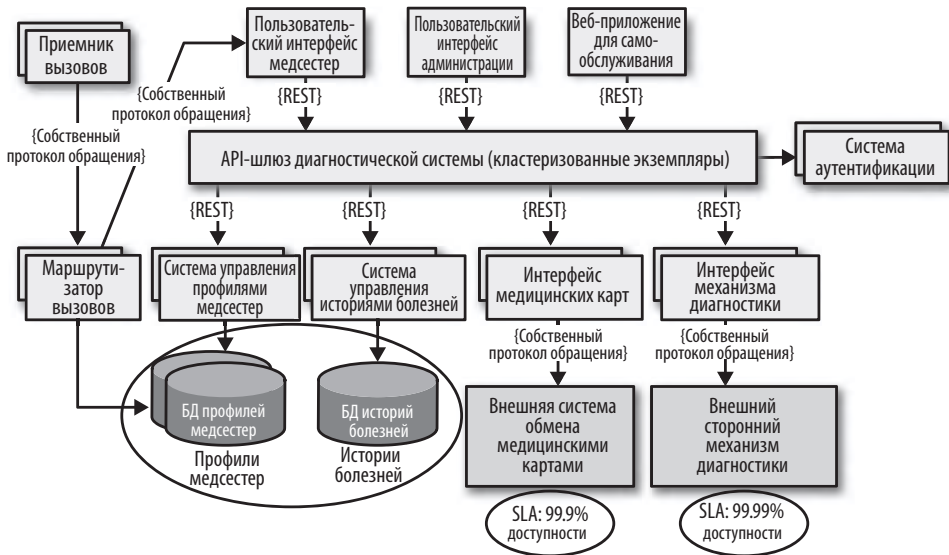 Приемник
вызовов
Пользователь-
ский интерфейс
медсестер
Пользовательский
интерфейс
администрации
Веб-приложение
для само-
обслуживания
{Собственный
протокол обращения}
{Собственный
протокол обращения}
{REST}
{REST}
{REST}
API-шлюз диагностической системы (кластеризованные экземпляры)
Система
аутентификации
{REST}
{REST}
{REST}
{REST}
Маршрути-
затор
вызовов
Система управления
профилями
медсестер
Система
управления
историями болезней
Интерфейс
медицинских карт
Интерфейс
механизма
диагностики
{Собственный
протокол обращения}
{Собственный
протокол обращения}
БД профилей
медсестер
Профили
медсестер
БД историй
болезней
Истории
болезней
Внешняя система
обмена
медицинскими
картами
Внешний
сторонний
механизм
диагностики
SLA: 99.9%
доступности
SLA: 99.99%
доступности